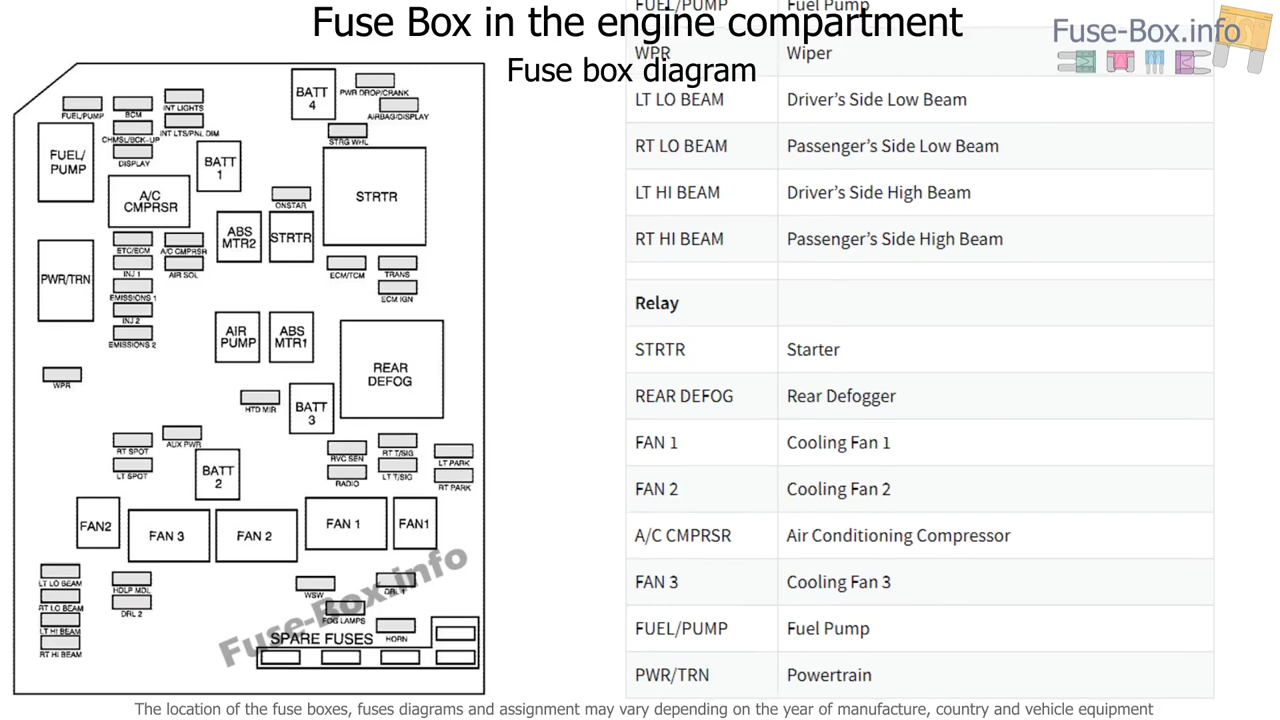 Fuse Box in the engine compartment
Fuse box diagram
Fuse-Box.info
FUEL/PUMP
BCM
INT LIGHTS
CHMSL/BCK-UP
INT LTS/PNL DIM
DISPLAY
BATT
4
PWR DROP/CRANK
AIRBAG/DISPLAY
STRG WHL
FUEL/
PUMP
BATT
1
A/C
CMPRSR
STRTR
ONSTAR
ABS
MTR2
STRTR
ETC/ECM
A/C CMPRSR
INJ 1
AIR SOL
EMISSIONS 1
INJ 2
EMISSIONS 2
PWR/TRN
ECM/TCM
TRANS
ECM IGN
AIR
PUMP
ABS
MTR1
REAR
DEFOG
WPR
HTD MIR
BATT
3
RT SPOT
AUX PWR
LT SPOT
BATT
2
RVC SEN
RT T/SIG
LT PARK
RADIO
LT T/SIG
RT PARK
FAN2
FAN 3
FAN 2
FAN 1
FAN1
LT LO BEAM
HDLP MDL
RT LO BEAM
DRL 2
LT HI BEAM
RT HI BEAM
WSW
DRL 1
FOG LAMPS
HORN
SPARE FUSES
Fuse-Box.info
FUEL/PUMP Fuel Pump
WPR Wiper
LT LO BEAM Driver’s Side Low Beam
RT LO BEAM Passenger’s Side Low Beam
LT HI BEAM Driver’s Side High Beam
RT HI BEAM Passenger’s Side High Beam
Relay
STRTR Starter
REAR DEFOG Rear Defogger
FAN 1 Cooling Fan 1
FAN 2 Cooling Fan 2
A/C CMPRSR Air Conditioning Compressor
FAN 3 Cooling Fan 3
FUEL/PUMP Fuel Pump
PWR/TRN Powertrain
The location of the fuse boxes, fuses diagrams and assignment may vary depending on the year of manufacture, country and vehicle equipment